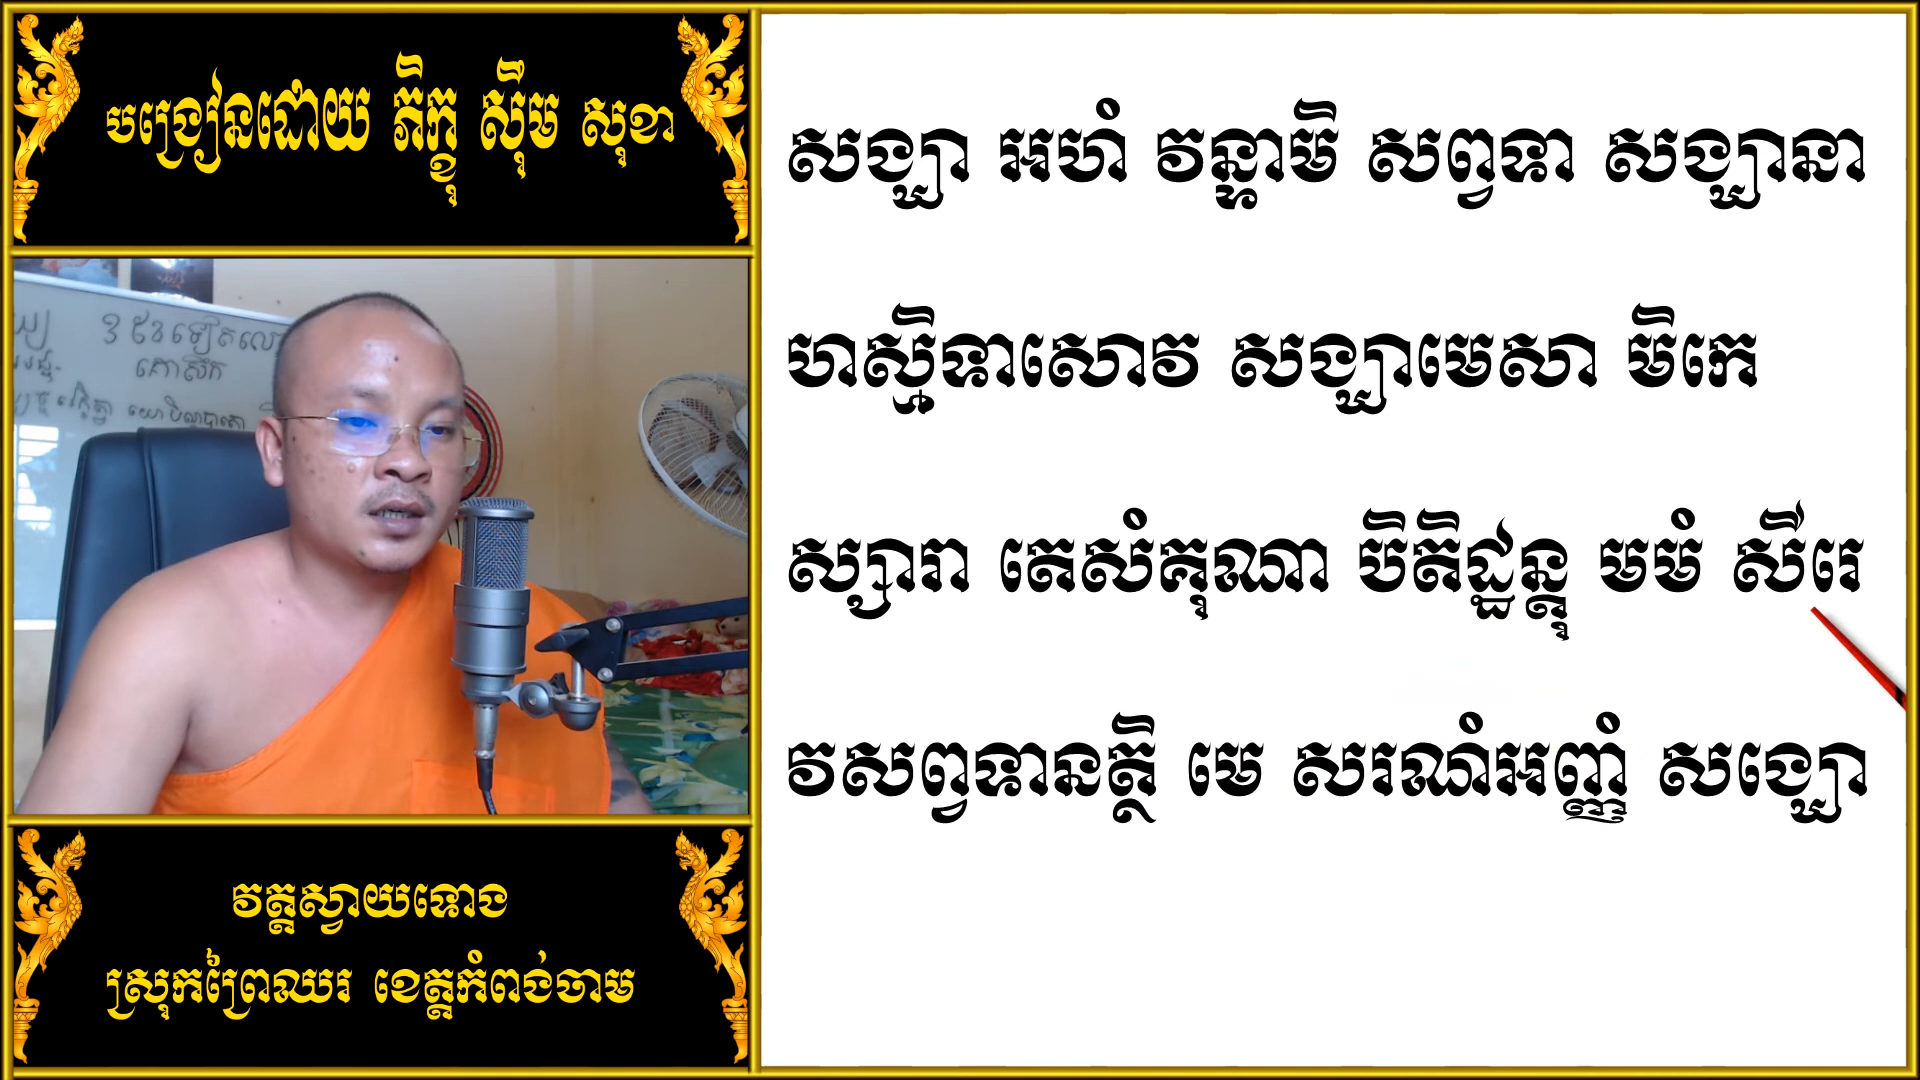 បង្រៀនដោយ ភិក្ខុ ស៊ឹម សុខា
សង្ឃា អហំ វន្ទាមិ សព្វទា សង្ឃានា
ហស្មិទាសោវ សង្ឃាមេសា មិកេ
ស្សារា តេសំគុណា បិតិដ្ឋន្តុ មមំ សិរេ
វសព្វទានត្ថិ មេ សរណំអញ្ញំ សង្ឃោ
គោសឹក
វត្តស្វាយទោង
ស្រុកព្រៃឈរ ខេត្តកំពង់ចាម